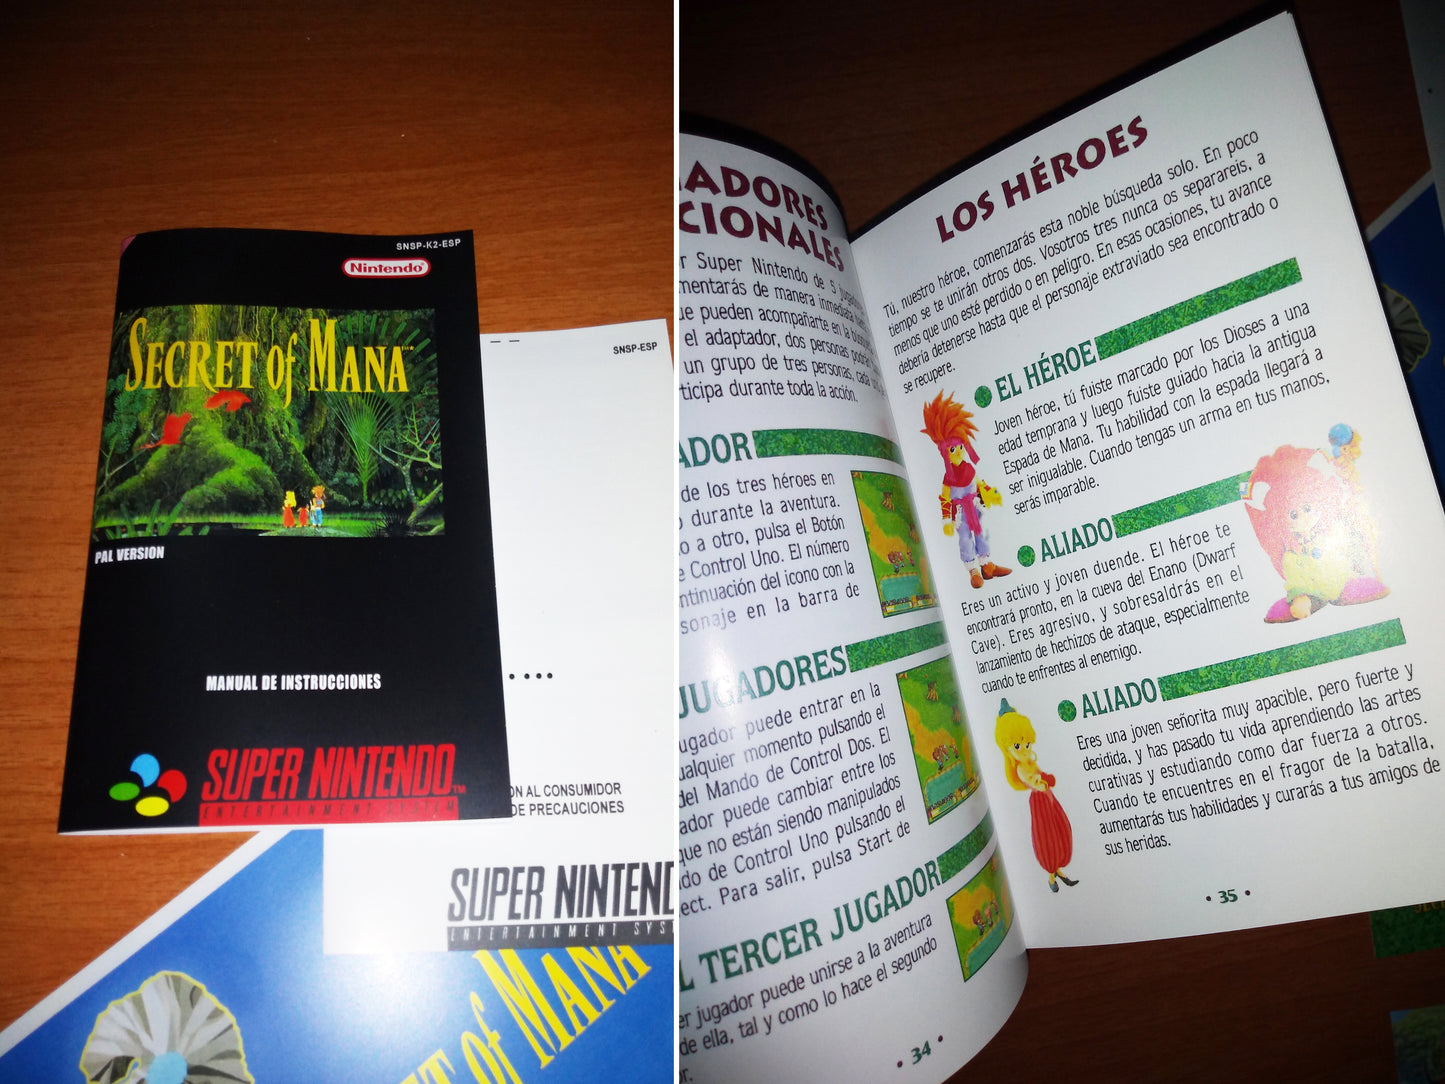 SNSP-K2-ESP
Nintendo
SECRET of MANA
PAL VERSION
MANUAL DE INSTRUCCIONES
SUPER NINTENDO
ENTERTAINMENT SYSTEM
SNSP-ESP
ON AL CONSUMIDOR
DE PRECAUCIONES
SUPER NINTEND
ENTERTAINMENT SYS
of MANA
ADORES
CIONALES
r Super Nintendo de 5
mentarás de manera
ue pueden acompañarte en la
el adaptador, dos personas
un grupo de tres personas,
ticipa durante toda la acción.
ADOR
de los tres héroes en
o durante la aventura.
o a otro, pulsa el Botón
e Control Uno. El número
ntinuación del icono con la
sonaje en la barra de
JUGADORES
ugador puede entrar en la
ualquier momento pulsando el
del Mando de Control Dos. El
ador puede cambiar entre los
que no están siendo manipulados
do de Control Uno pulsando el
ect. Para salir, pulsa Start de
L TERCER JUGADOR
er jugador puede unirse a la aventura
de ella, tal y como lo hace el segundo
or.
• 34 •
LOS HÉROES
Tú, nuestro héroe, comenzarás esta noble búsqueda solo. En poco
tiempo se te unirán otros dos. Vosotros tres nunca os separareis, a
menos que uno esté perdido o en peligro. En esas ocasiones, tu avance
debería detenerse hasta que el personaje extraviado sea encontrado o
se recupere.
EL HÉROE
Joven héroe, tú fuiste marcado por los Dioses a una
edad temprana y luego fuiste guiado hacia la antigua
Espada de Mana. Tu habilidad con la espada llegará a
ser inigualable. Cuando tengas un arma en tus manos,
serás imparable.
ALIADO
Eres un activo y joven duende. El héroe te
encontrará pronto, en la cueva del Enano (Dwarf
Cave). Eres agresivo, y sobresaldrás en el
lanzamiento de hechizos de ataque, especialmente
cuando te enfrentes al enemigo.
ALIADO
Eres una joven señorita muy apacible, pero fuerte y
decidida, y has pasado tu vida aprendiendo las artes
curativas y estudiando como dar fuerza a otros.
Cuando te encuentres en el fragor de la batalla,
aumentarás tus habilidades y curarás a tus amigos de
sus heridas.
• 35 •